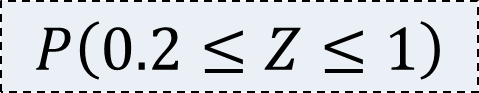 P(0.2 ≤ Z ≤ 1)